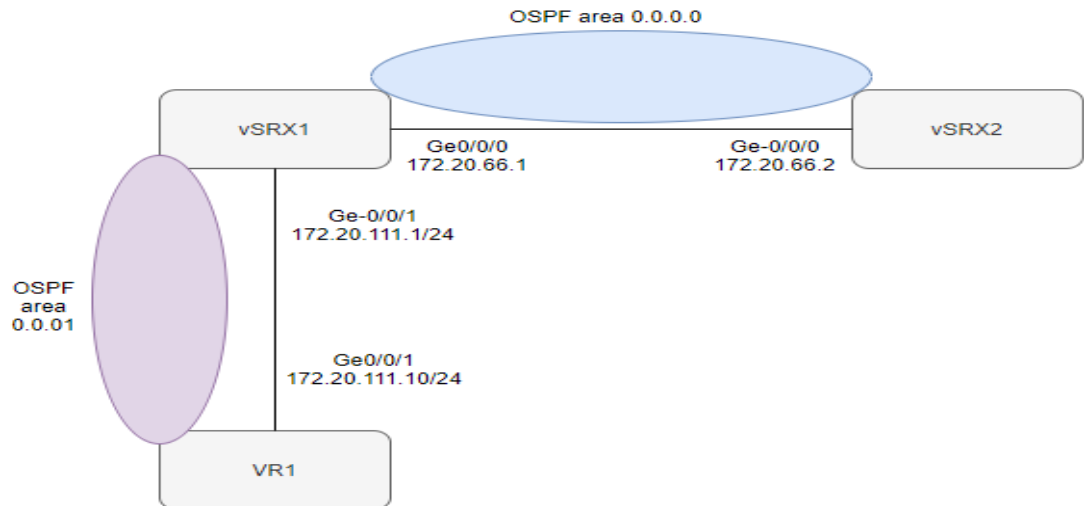 OSPF area 0.0.0.0
vSRX1
vSRX2
Ge0/0/0
172.20.66.1
Ge-0/0/0
172.20.66.2
Ge-0/0/1
172.20.111.1/24
OSPF
area
0.0.01
Ge0/0/1
172.20.111.10/24
VR1